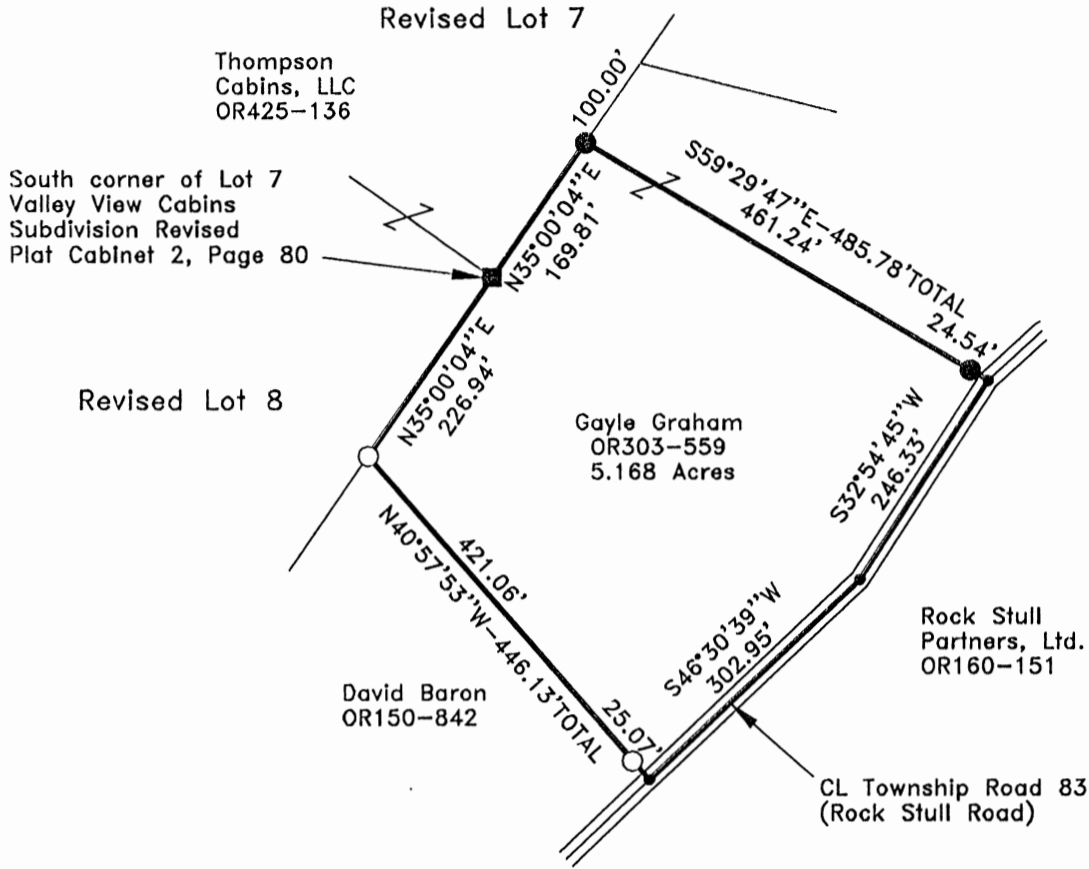 Revised Lot 7
Thompson
Cabins, LLC
OR425-136
100.00'
South corner of Lot 7
Valley View Cabins
Subdivision Revised
Plat Cabinet 2, Page 80
N35°00'04''E
169.81'
S59°29'47''E-485.78'TOTAL
461.24'
24.54'
N35°00'04''E
226.94'
Revised Lot 8
Gayle Graham
OR303-559
5.168 Acres
S32°54'45''W
246.33'
421.06'
N40°57'53''W-446.13'TOTAL
25.07'
S46°30'39''W
302.95'
Rock Stull
Partners, Ltd.
OR160-151
David Baron
OR150-842
CL Township Road 83
(Rock Stull Road)